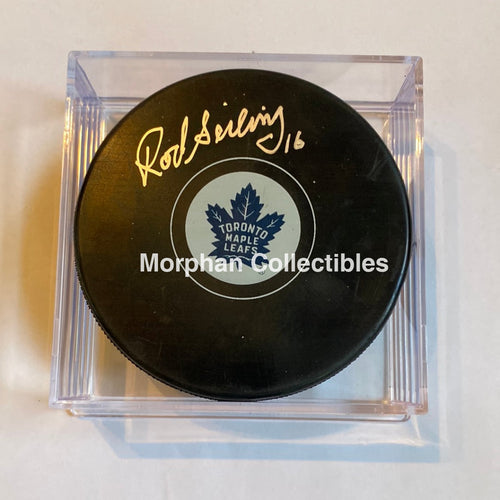 Rod Seiling 16
TORONTO
MAPLE
LEAFS
Morphan Collectibles